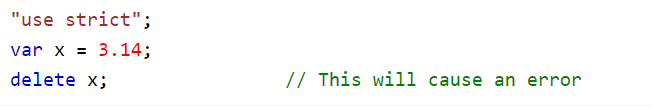 "use strict";
var x = 3.14;
delete x;                // This will cause an error